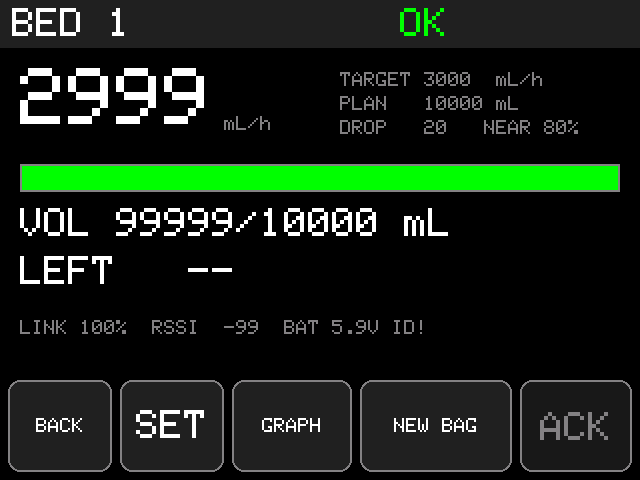 BED 1 OK
2999 mL/h
TARGET 3000 mL/h
PLAN 10000 mL
DROP 20 NEAR 80%
VOL 99999/10000 mL
LEFT --
LINK 100% RSSI -99 BAT 5.9V ID!
BACK SET GRAPH NEW BAG ACK